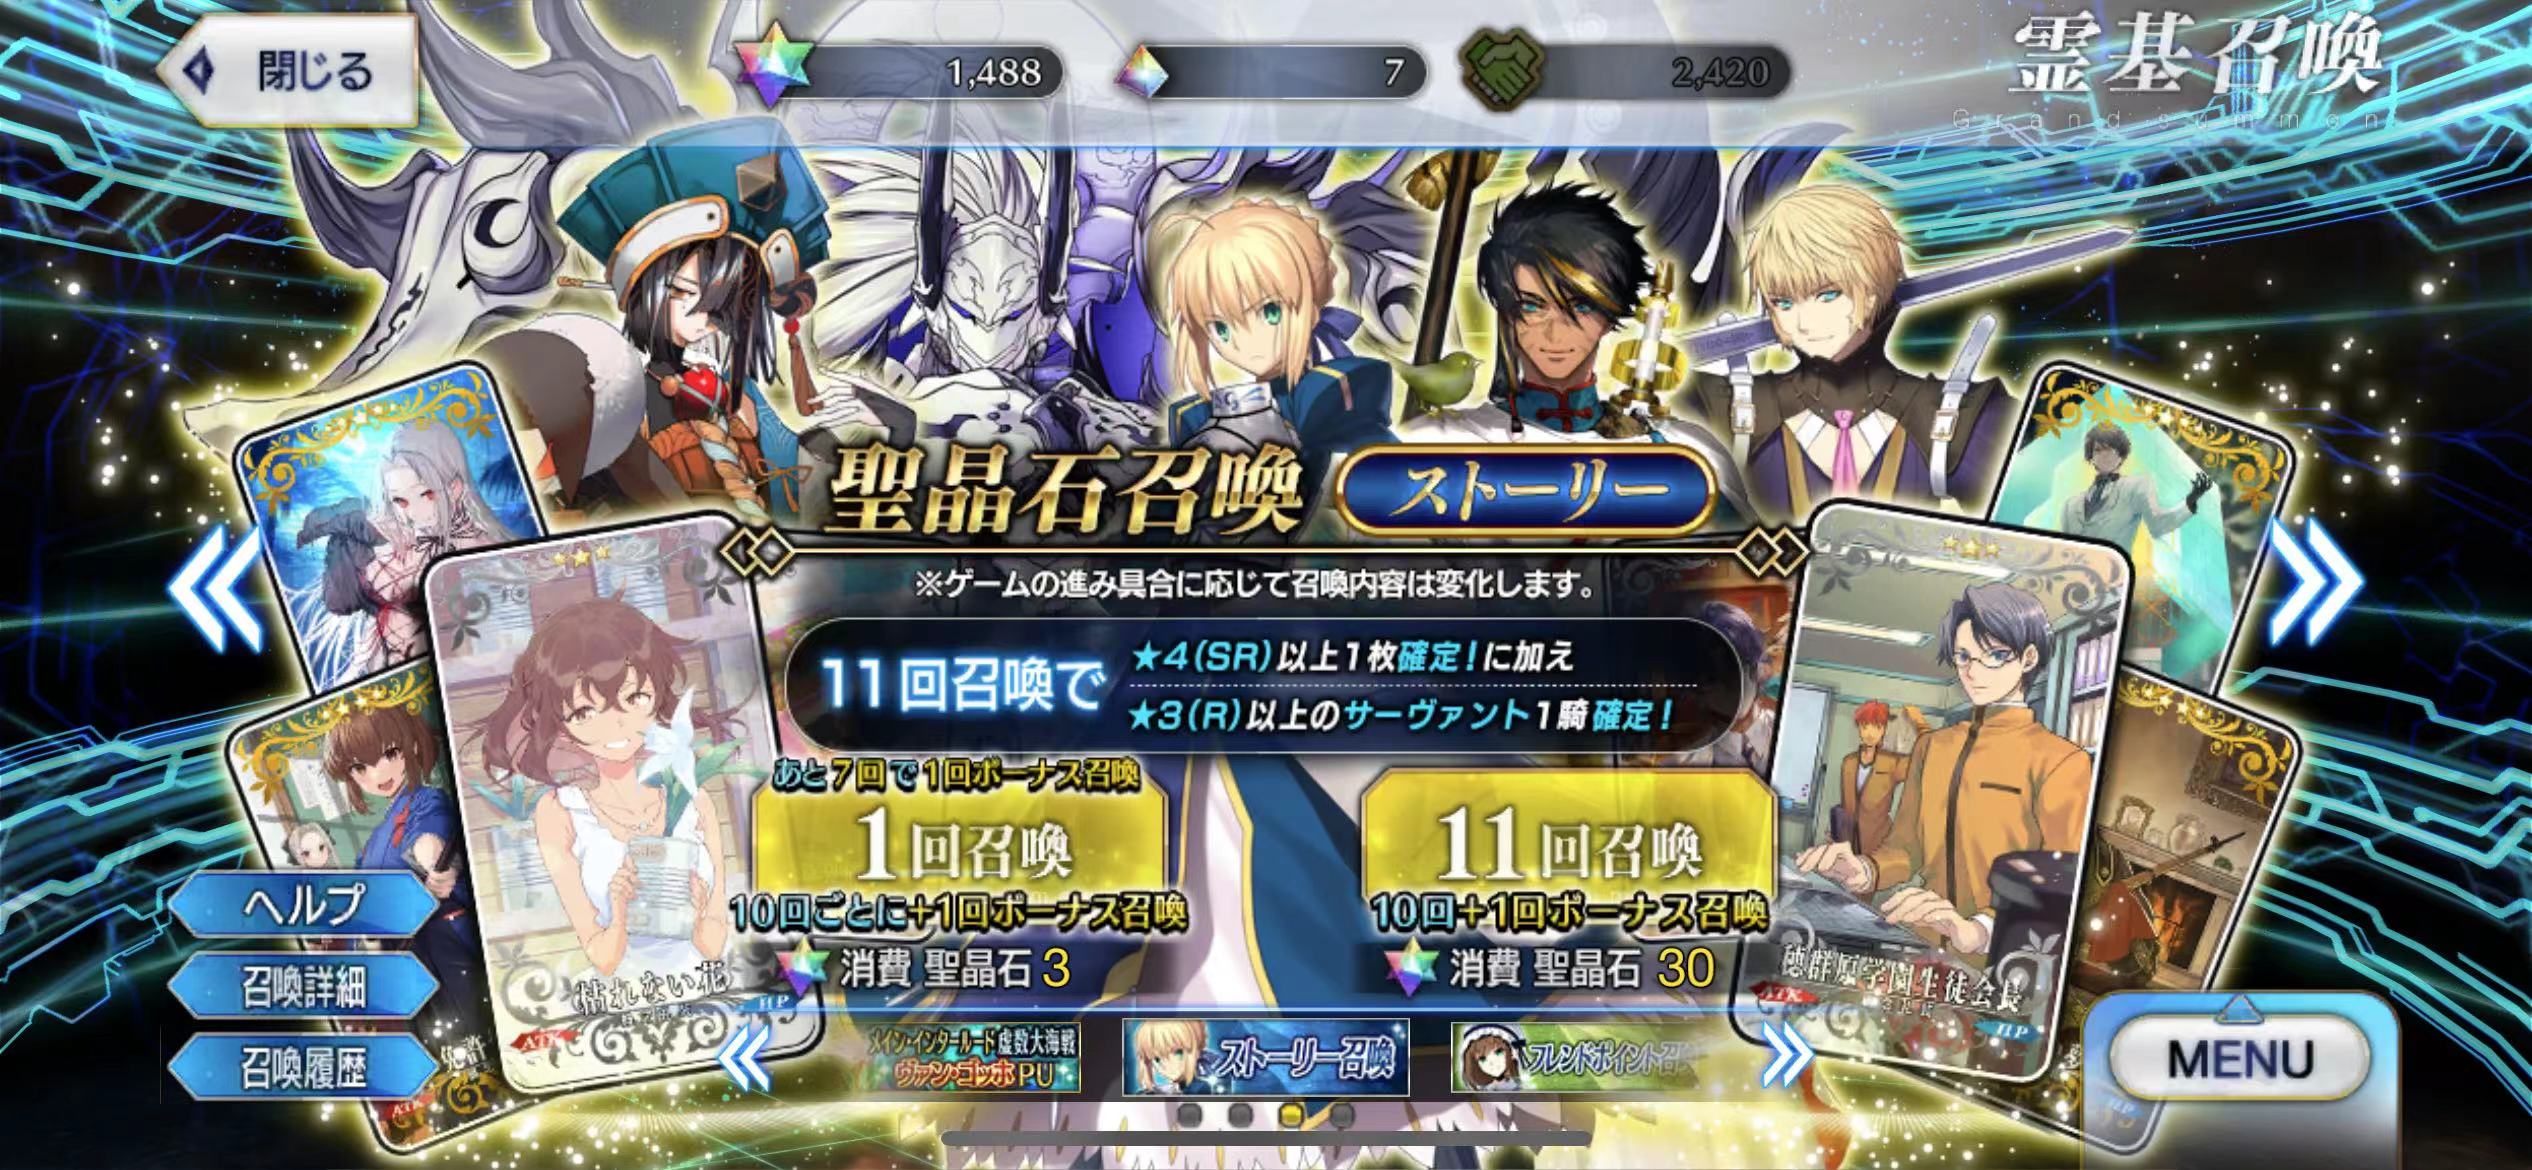 閉じる
1,488
7
2,420
霊基召喚
Grand summon
聖晶石召喚 ストーリー
※ゲームの進み具合に応じて召喚内容は変化します。
11回召喚で
★4(SR)以上1枚確定!に加え
★3(R)以上のサーヴァント1騎確定!
あと7回で1回ボーナス召喚
1回召喚
10回ごとに+1回ボーナス召喚
消費 聖晶石 3
11回召喚
10回+1回ボーナス召喚
消費 聖晶石 30
枯れない花
ATK
HP
穂群原学園生徒会長
ATK
HP
ATK
HP
ヘルプ
召喚詳細
召喚履歴
メイン・インタールード虚数大海戦
ヴァン・ゴッホPU
ストーリー召喚
フレンドポイント召
MENU